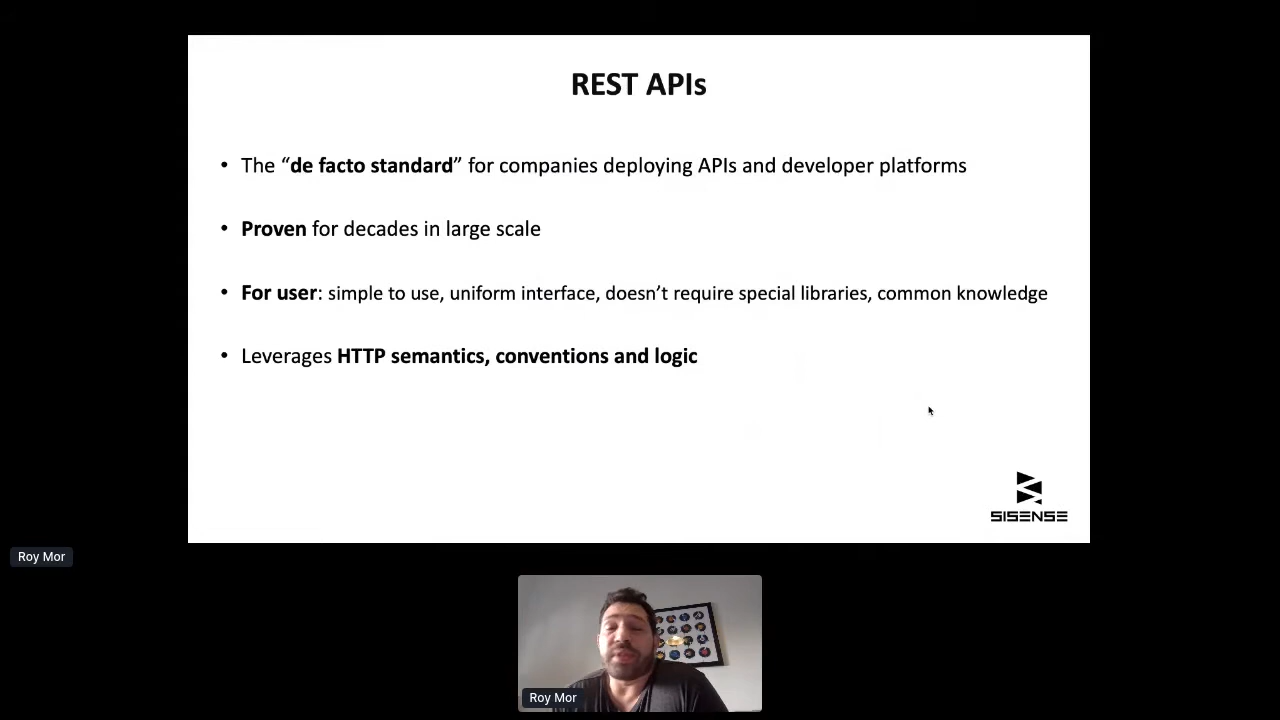 REST APIs
• The “de facto standard” for companies deploying APIs and developer platforms
• Proven for decades in large scale
• For user: simple to use, uniform interface, doesn’t require special libraries, common knowledge
• Leverages HTTP semantics, conventions and logic
SISENSE
Roy Mor
Roy Mor